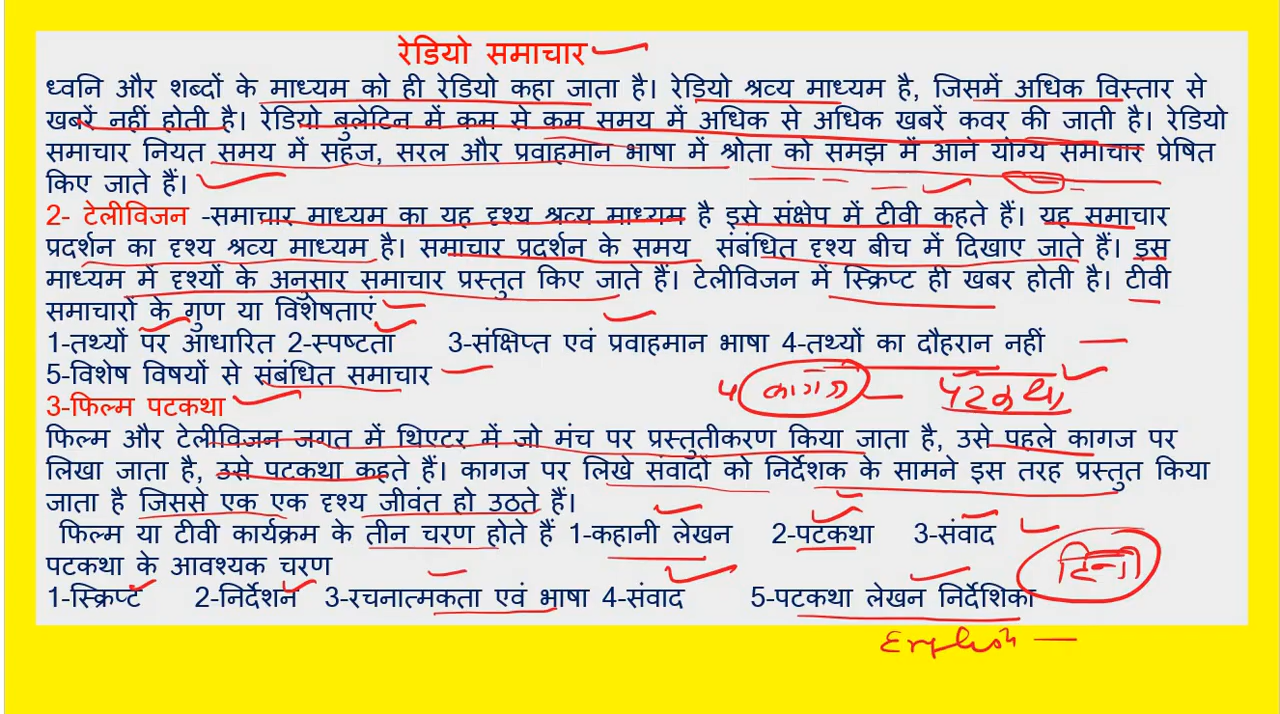 रेडियो समाचार
ध्वनि और शब्दों के माध्यम को ही रेडियो कहा जाता है। रेडियो श्रव्य माध्यम है, जिसमें अधिक विस्तार से
खबरें नहीं होती है। रेडियो बुलेटिन में कम से कम समय में अधिक से अधिक खबरें कवर की जाती है। रेडियो
समाचार नियत समय में सहज, सरल और प्रवाहमान भाषा में श्रोता को समझ में आने योग्य समाचार प्रेषित
किए जाते हैं।
2- टेलीविजन -समाचार माध्यम का यह दृश्य श्रव्य माध्यम है इसे संक्षेप में टीवी कहते हैं। यह समाचार
प्रदर्शन का दृश्य श्रव्य माध्यम है। समाचार प्रदर्शन के समय संबंधित दृश्य बीच में दिखाए जाते हैं। इस
माध्यम में दृश्यों के अनुसार समाचार प्रस्तुत किए जाते हैं। टेलीविजन में स्क्रिप्ट ही खबर होती है। टीवी
समाचारों के गुण या विशेषताएं
1-तथ्यों पर आधारित 2-स्पष्टता 3-संक्षिप्त एवं प्रवाहमान भाषा 4-तथ्यों का दौहरान नहीं
5-विशेष विषयों से संबंधित समाचार
कागज पटकथा
3-फिल्म पटकथा
फिल्म और टेलीविजन जगत में थिएटर में जो मंच पर प्रस्तुतीकरण किया जाता है, उसे पहले कागज पर
लिखा जाता है, उसे पटकथा कहते हैं। कागज पर लिखे संवादों को निर्देशक के सामने इस तरह प्रस्तुत किया
जाता है जिससे एक एक दृश्य जीवंत हो उठते हैं।
फिल्म या टीवी कार्यक्रम के तीन चरण होते हैं 1-कहानी लेखन 2-पटकथा 3-संवाद
पटकथा के आवश्यक चरण
हिन्दी
1-स्क्रिप्ट 2-निर्देशन 3-रचनात्मकता एवं भाषा 4-संवाद 5-पटकथा लेखन निर्देशिका
English